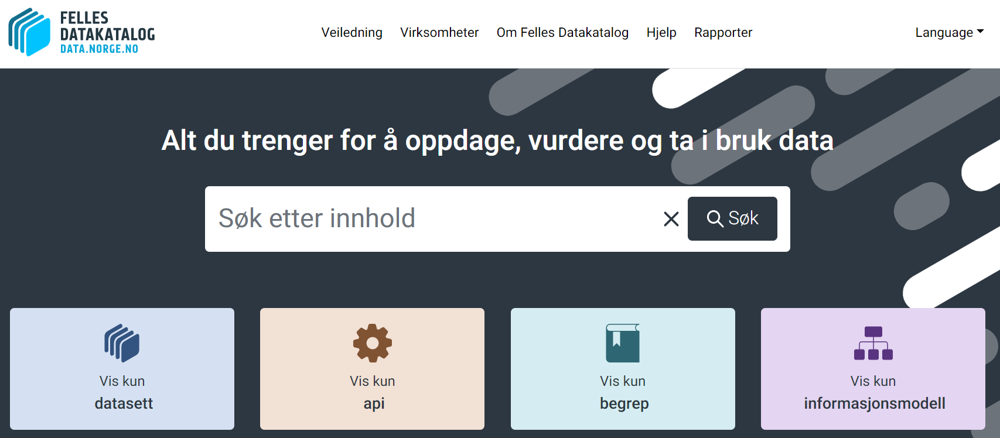 FELLES
DATAKATALOG
DATA.NORGE.NO
Veiledning Virksomheter Om Felles Datakatalog Hjelp Rapporter Language
Alt du trenger for å oppdage, vurdere og ta i bruk data
Søk etter innhold Søk
Vis kun
datasett
Vis kun
api
Vis kun
begrep
Vis kun
informasjonsmodell